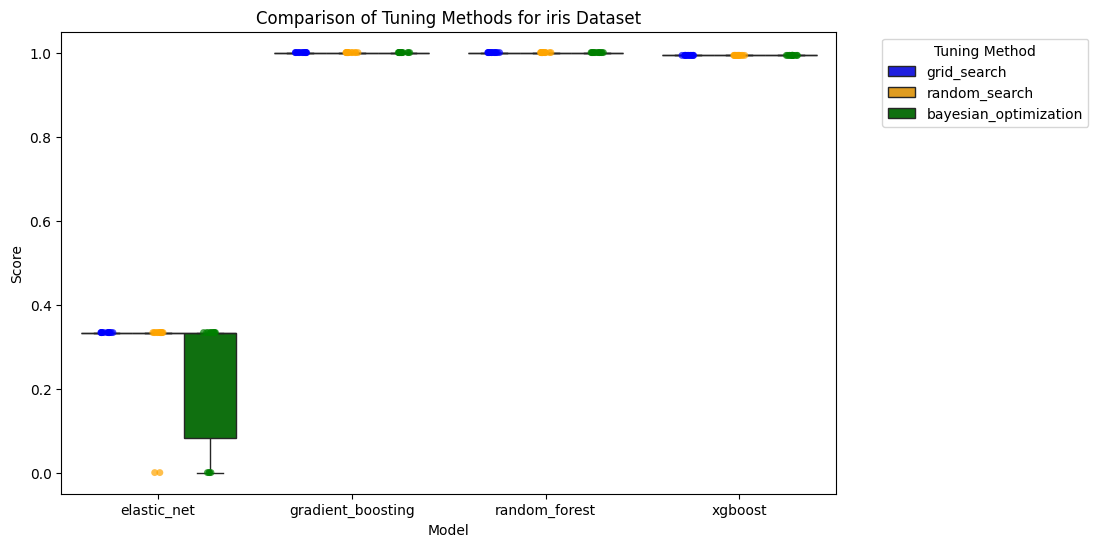 Comparison of Tuning Methods for iris Dataset
Tuning Method
grid_search
random_search
bayesian_optimization
Score
1.0
0.8
0.6
0.4
0.2
0.0
elastic_net
gradient_boosting
random_forest
xgboost
Model